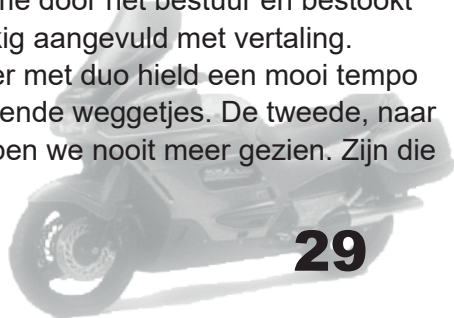 door het bestuur en bestookt
aangevuld met vertaling.
met duo hield een mooi tempo
weggetjes. De tweede, naar
we nooit meer gezien. Zijn die
29